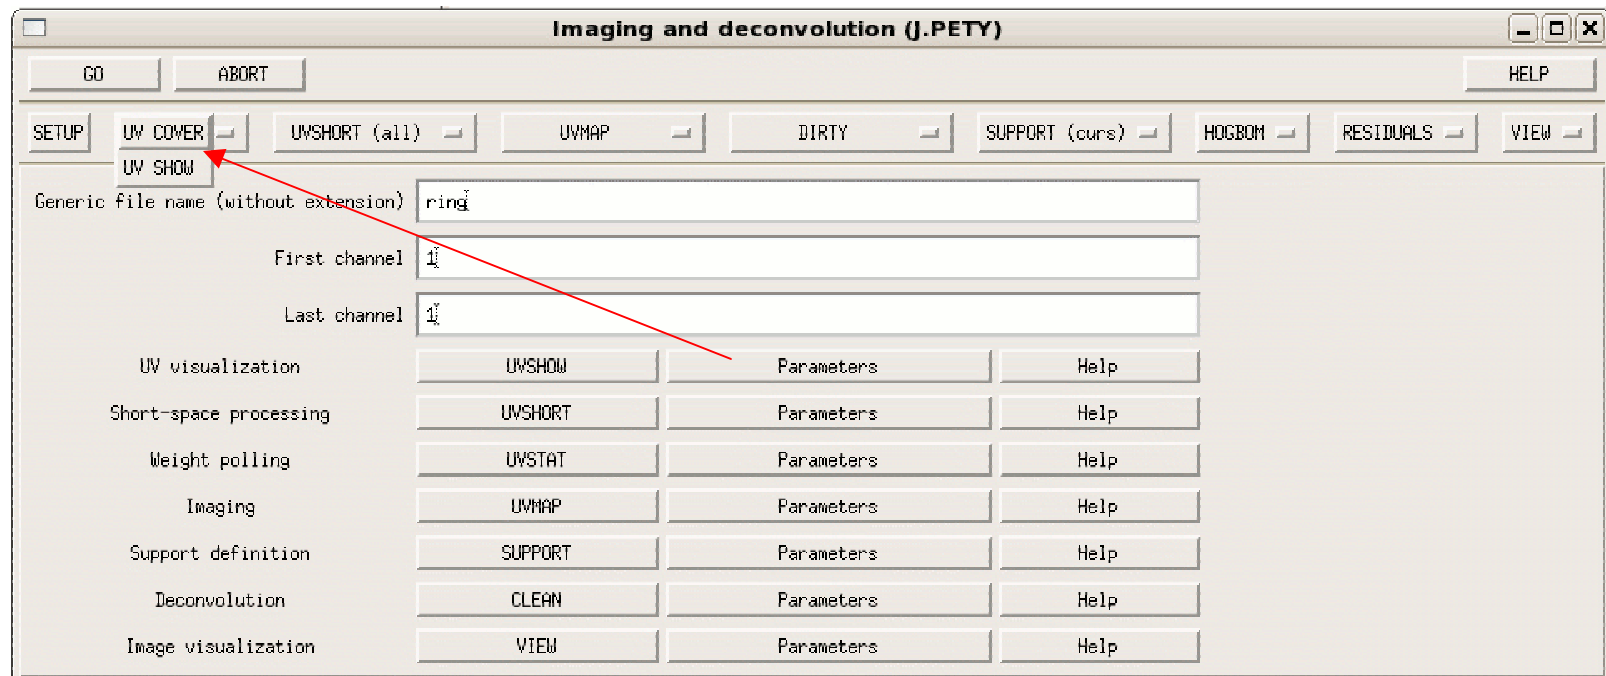 Imaging and deconvolution (J.PETY)
GO ABORT HELP
SETUP UV COVER UVSHORT (all) UVMAP DIRTY SUPPORT (curs) HOGBOM RESIDUALS VIEW
UV SHOW
Generic file name (without extension) ring
First channel 1
Last channel 1
UV visualization UVSHOW Parameters Help
Short-space processing UVSHORT Parameters Help
Weight polling UVSTAT Parameters Help
Imaging UVMAP Parameters Help
Support definition SUPPORT Parameters Help
Deconvolution CLEAN Parameters Help
Image visualization VIEW Parameters Help